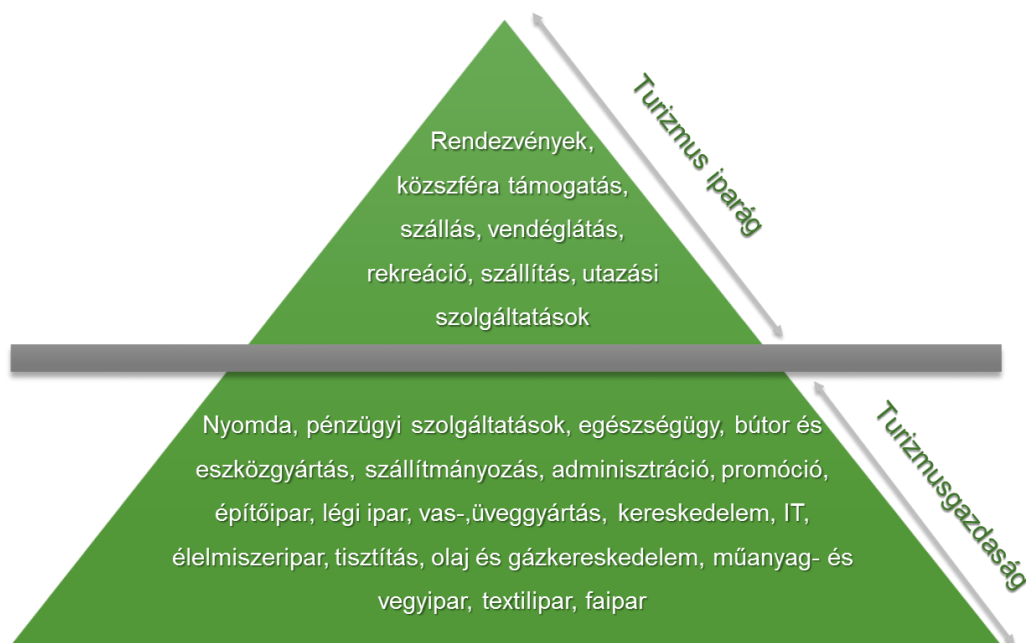 Rendezvények,
közszféra támogatás,
szállás, vendéglátás,
rekreáció, szállítás, utazási
szolgáltatások
Turizmus iparág
Nyomda, pénzügyi szolgáltatások, egészségügy, bútor és
eszközgyártás, szállítmányozás, adminisztráció, promóció,
építőipar, légi ipar, vas-,üveggyártás, kereskedelem, IT,
élelmiszeripar, tisztítás, olaj és gázkereskedelem, műanyag- és
vegyipar, textilipar, faipar
Turizmusgazdaság